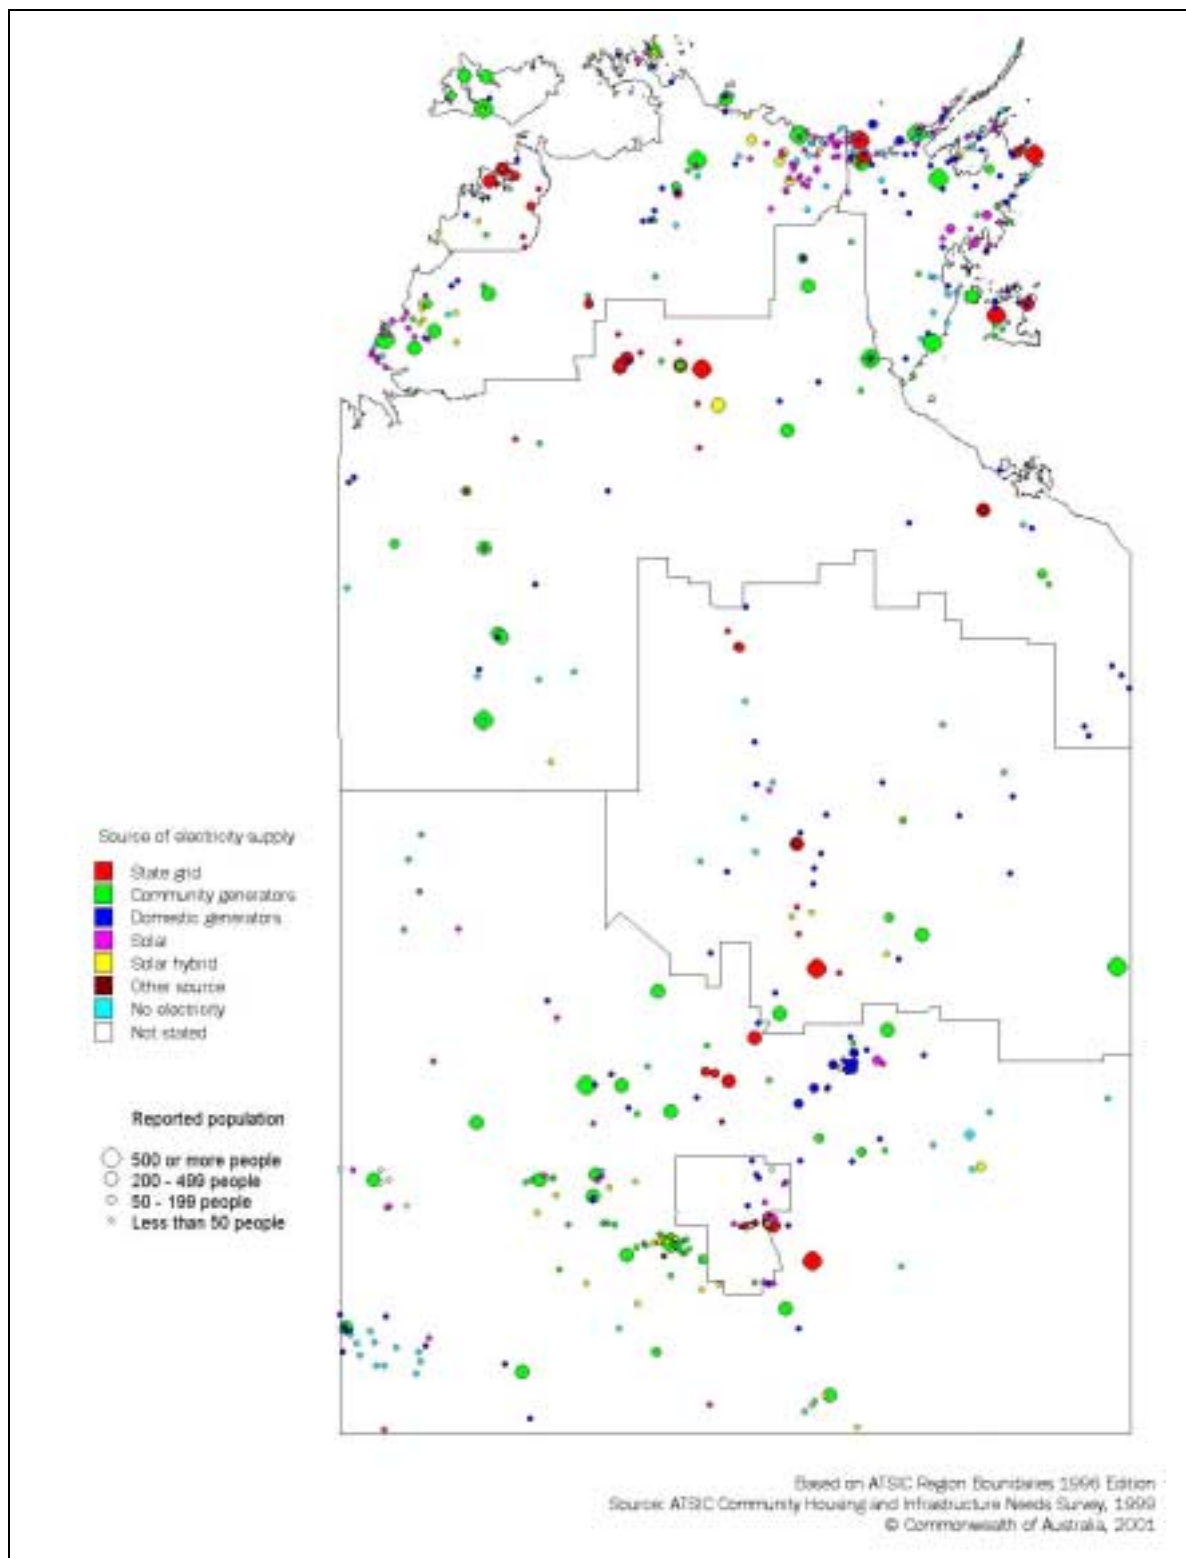 Source of electricity supply
State grid
Community generators
Domestic generators
Solar
Solar hybrid
Other source
No electricity
Not stated
Reported population
500 or more people
200 - 499 people
50 - 199 people
Less than 50 people
Based on ATSIC Region Boundaries 1996 Edition
Source: ATSIC Community Housing and Infrastructure Needs Survey, 1999
© Commonwealth of Australia, 2001